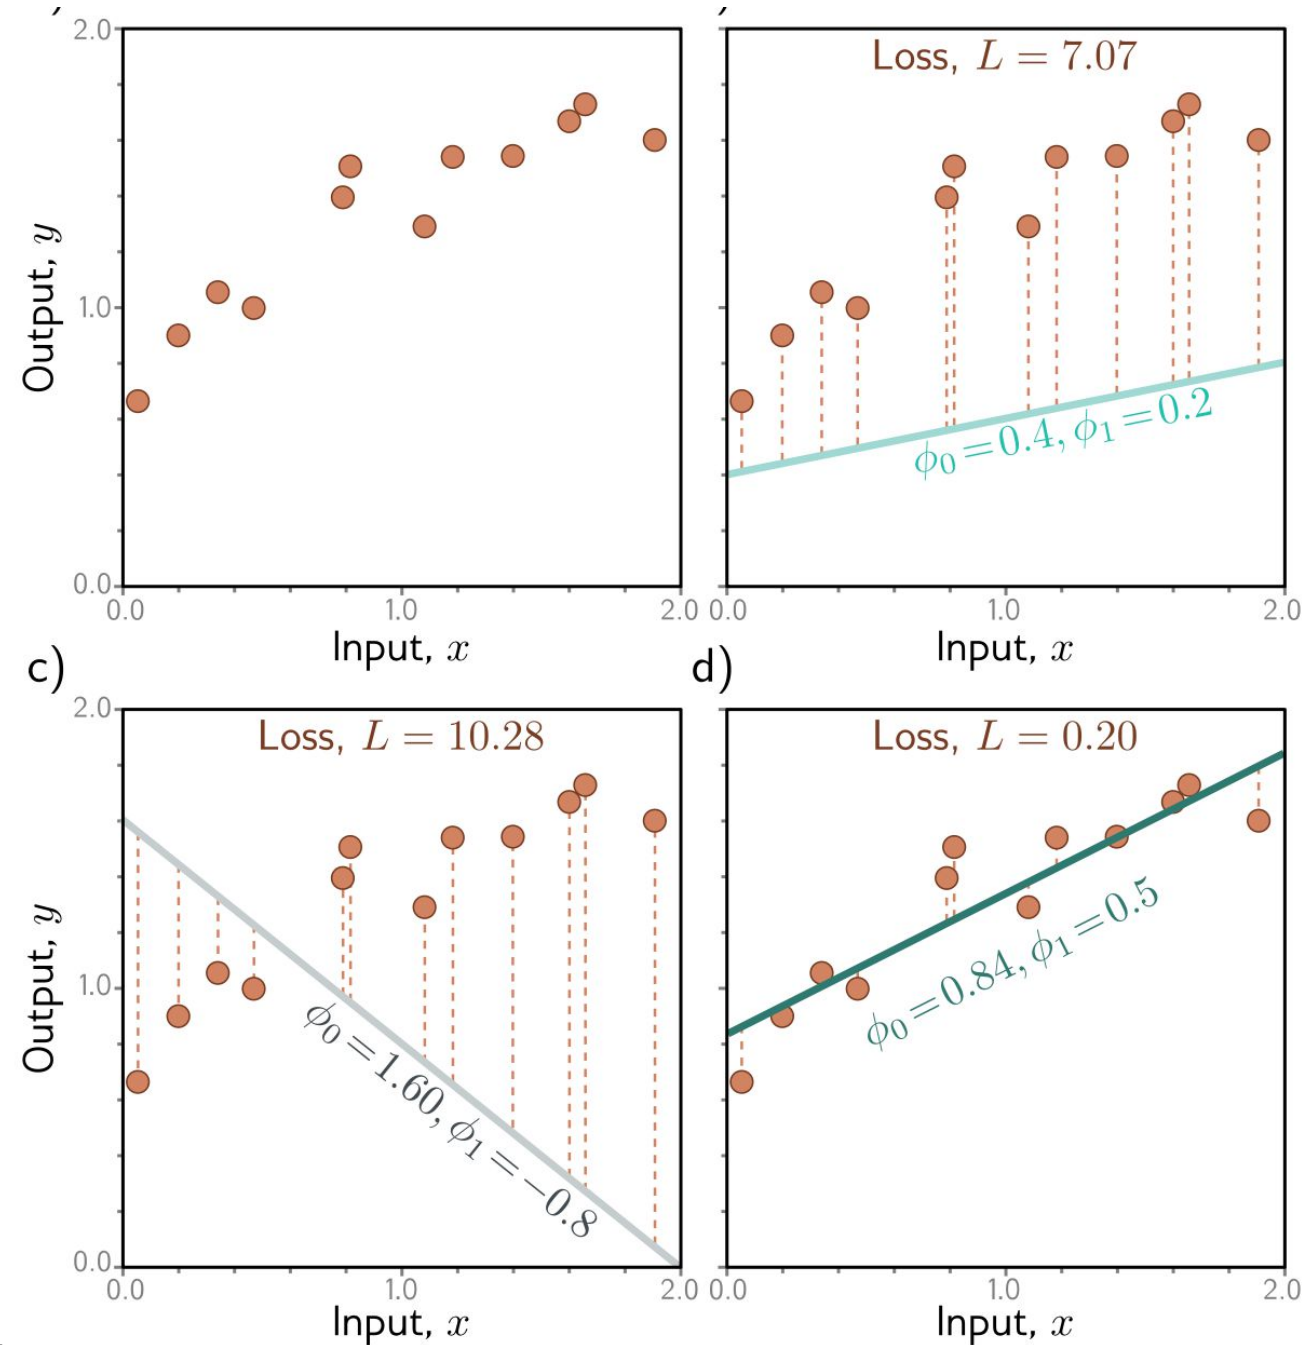 2.0
Output, y
1.0
0.0
0.0 1.0 2.0
Input, x
Loss, L = 7.07
ϕ₀=0.4, ϕ₁=0.2
0.0 1.0 2.0
Input, x
c)
2.0
Loss, L = 10.28
Output, y
1.0
ϕ₀=1.60, ϕ₁=−0.8
0.0
0.0 1.0 2.0
Input, x
d)
Loss, L = 0.20
ϕ₀=0.84, ϕ₁=0.5
0.0 1.0 2.0
Input, x